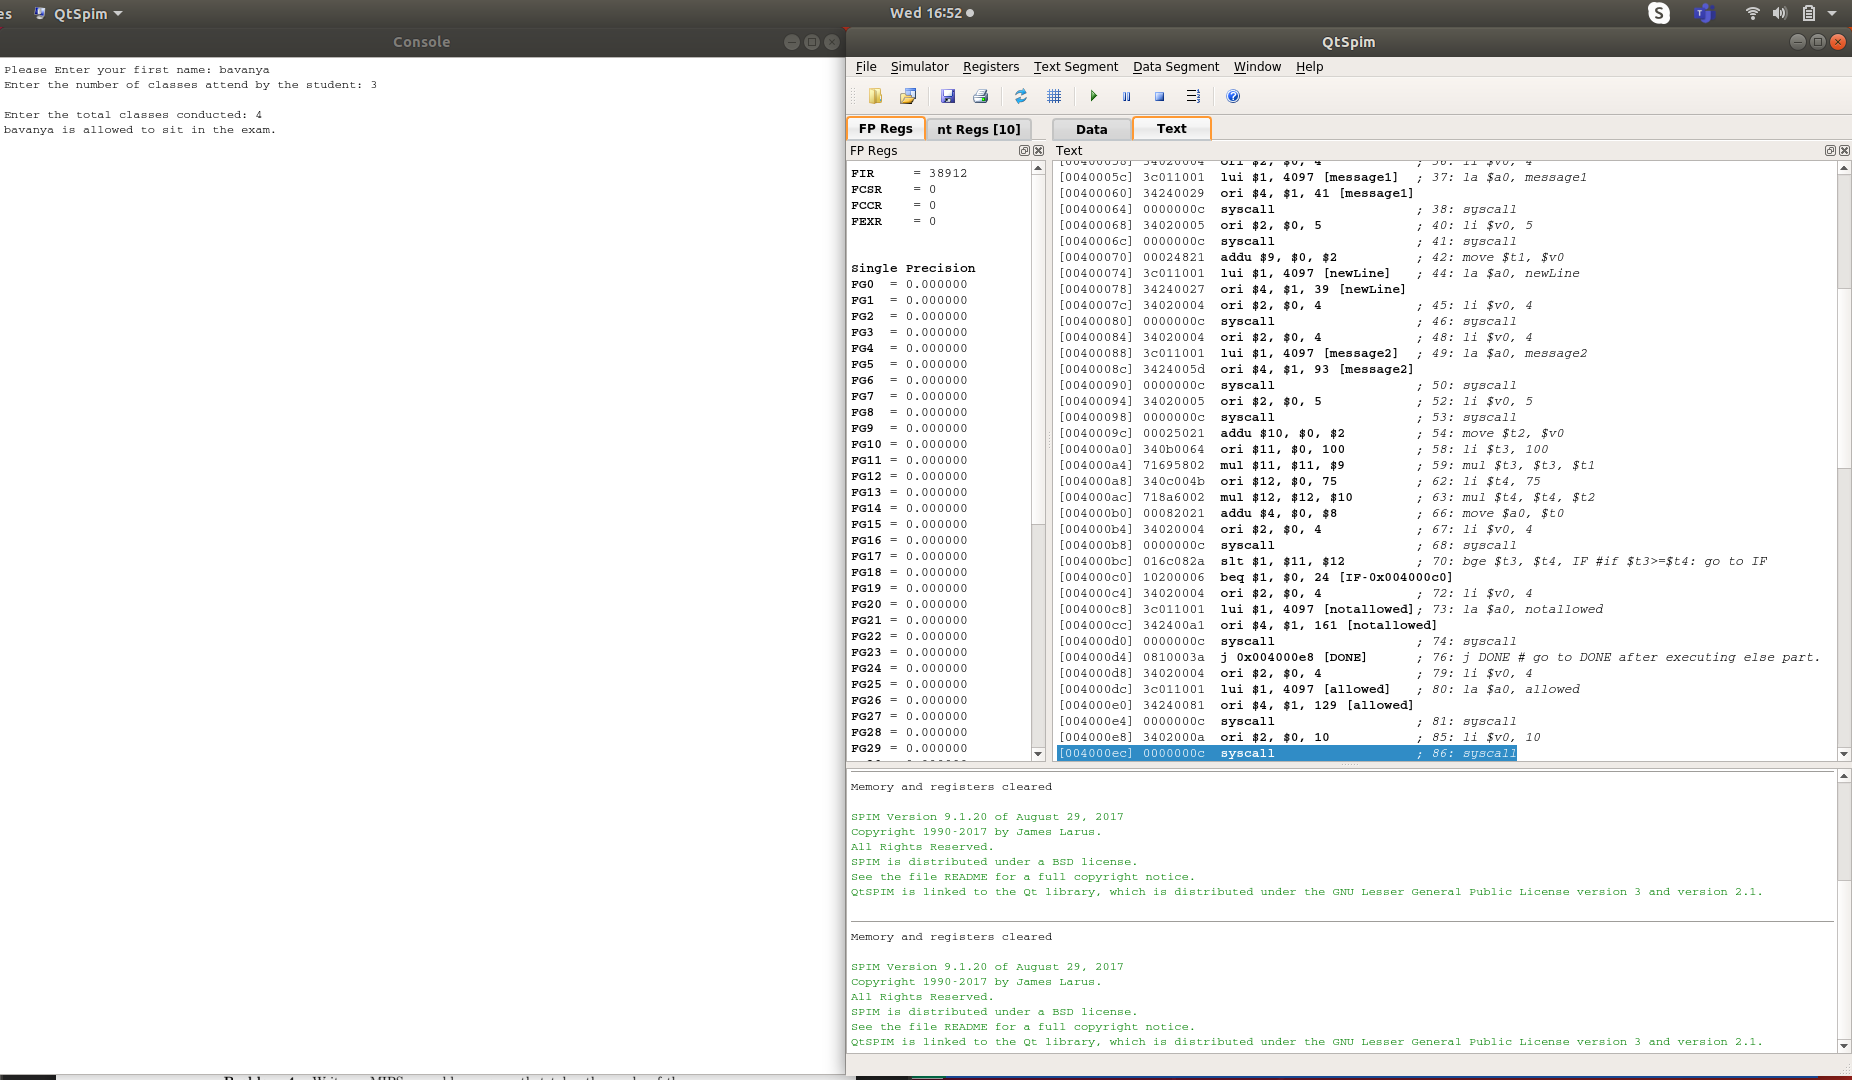 es QtSpim Wed 16:52
Console
Please Enter your first name: bavanya
Enter the number of classes attend by the student: 3
Enter the total classes conducted: 4
bavanya is allowed to sit in the exam.
QtSpim
File Simulator Registers Text Segment Data Segment Window Help
FP Regs nt Regs [10]
FP Regs
FIR = 38912
FCSR = 0
FCCR = 0
FEXR = 0
Single Precision
FG0 = 0.000000
FG1 = 0.000000
FG2 = 0.000000
FG3 = 0.000000
FG4 = 0.000000
FG5 = 0.000000
FG6 = 0.000000
FG7 = 0.000000
FG8 = 0.000000
FG9 = 0.000000
FG10 = 0.000000
FG11 = 0.000000
FG12 = 0.000000
FG13 = 0.000000
FG14 = 0.000000
FG15 = 0.000000
FG16 = 0.000000
FG17 = 0.000000
FG18 = 0.000000
FG19 = 0.000000
FG20 = 0.000000
FG21 = 0.000000
FG22 = 0.000000
FG23 = 0.000000
FG24 = 0.000000
FG25 = 0.000000
FG26 = 0.000000
FG27 = 0.000000
FG28 = 0.000000
FG29 = 0.000000
Data Text
Text
[00400058] 34020004 ori $2, $0, 4 ; 36: li $v0, 4
[0040005c] 3c011001 lui $1, 4097 [message1] ; 37: la $a0, message1
[00400060] 34240029 ori $4, $1, 41 [message1]
[00400064] 0000000c syscall ; 38: syscall
[00400068] 34020005 ori $2, $0, 5 ; 40: li $v0, 5
[0040006c] 0000000c syscall ; 41: syscall
[00400070] 00024821 addu $9, $0, $2 ; 42: move $t1, $v0
[00400074] 3c011001 lui $1, 4097 [newLine] ; 44: la $a0, newLine
[00400078] 34240027 ori $4, $1, 39 [newLine]
[0040007c] 34020004 ori $2, $0, 4 ; 45: li $v0, 4
[00400080] 0000000c syscall ; 46: syscall
[00400084] 34020004 ori $2, $0, 4 ; 48: li $v0, 4
[00400088] 3c011001 lui $1, 4097 [message2] ; 49: la $a0, message2
[0040008c] 3424005d ori $4, $1, 93 [message2]
[00400090] 0000000c syscall ; 50: syscall
[00400094] 34020005 ori $2, $0, 5 ; 52: li $v0, 5
[00400098] 0000000c syscall ; 53: syscall
[0040009c] 00025021 addu $10, $0, $2 ; 54: move $t2, $v0
[004000a0] 340b0064 ori $11, $0, 100 ; 58: li $t3, 100
[004000a4] 71695802 mul $11, $11, $9 ; 59: mul $t3, $t3, $t1
[004000a8] 340c004b ori $12, $0, 75 ; 62: li $t4, 75
[004000ac] 718a6002 mul $12, $12, $10 ; 63: mul $t4, $t4, $t2
[004000b0] 00082021 addu $4, $0, $8 ; 66: move $a0, $t0
[004000b4] 34020004 ori $2, $0, 4 ; 67: li $v0, 4
[004000b8] 0000000c syscall ; 68: syscall
[004000bc] 016c082a slt $1, $11, $12 ; 70: bge $t3, $t4, IF #if $t3>=$t4: go to IF
[004000c0] 10200006 beq $1, $0, 24 [IF-0x004000c0]
[004000c4] 34020004 ori $2, $0, 4 ; 72: li $v0, 4
[004000c8] 3c011001 lui $1, 4097 [notallowed]; 73: la $a0, notallowed
[004000cc] 342400a1 ori $4, $1, 161 [notallowed]
[004000d0] 0000000c syscall ; 74: syscall
[004000d4] 0810003a j 0x004000e8 [DONE] ; 76: j DONE # go to DONE after executing else part.
[004000d8] 34020004 ori $2, $0, 4 ; 79: li $v0, 4
[004000dc] 3c011001 lui $1, 4097 [allowed] ; 80: la $a0, allowed
[004000e0] 34240081 ori $4, $1, 129 [allowed]
[004000e4] 0000000c syscall ; 81: syscall
[004000e8] 3402000a ori $2, $0, 10 ; 85: li $v0, 10
[004000ec] 0000000c syscall ; 86: syscall
Memory and registers cleared
SPIM Version 9.1.20 of August 29, 2017
Copyright 1990-2017 by James Larus.
All Rights Reserved.
SPIM is distributed under a BSD license.
See the file README for a full copyright notice.
QtSPIM is linked to the Qt library, which is distributed under the GNU Lesser General Public License version 3 and version 2.1.
Memory and registers cleared
SPIM Version 9.1.20 of August 29, 2017
Copyright 1990-2017 by James Larus.
All Rights Reserved.
SPIM is distributed under a BSD license.
See the file README for a full copyright notice.
QtSPIM is linked to the Qt library, which is distributed under the GNU Lesser General Public License version 3 and version 2.1.